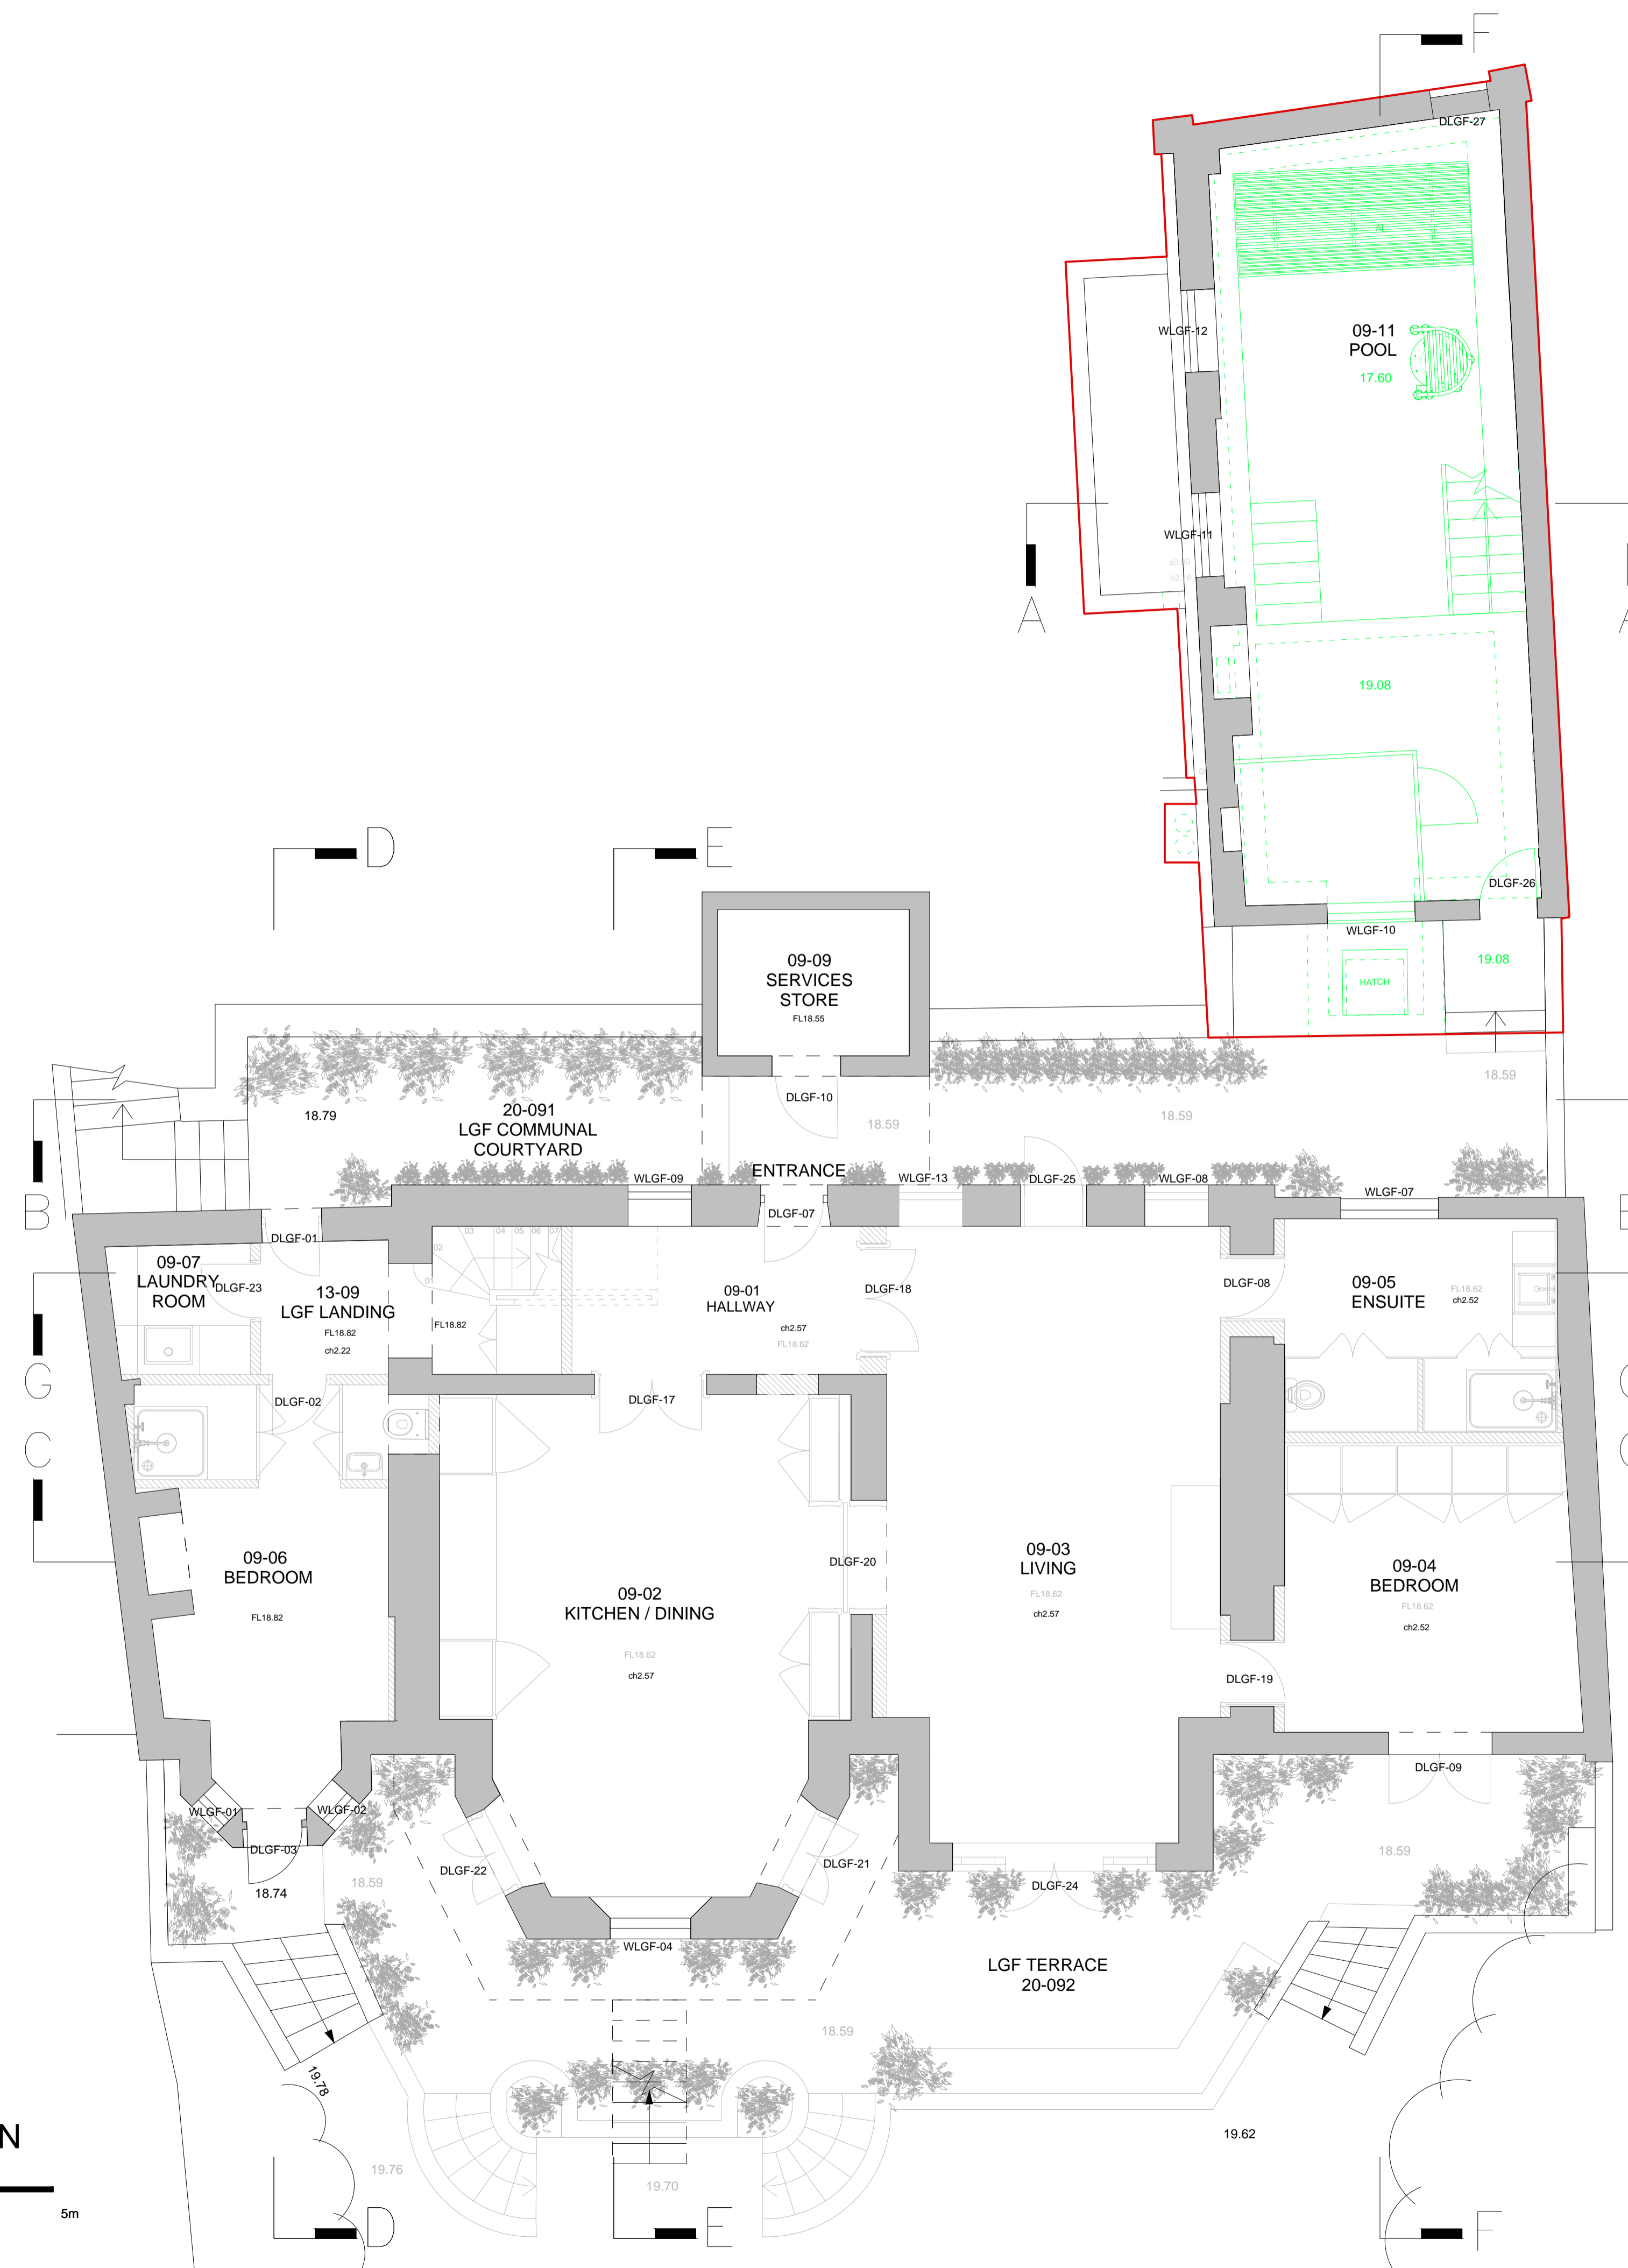 F
DLGF-27
AL
WLGF-12
09-11
POOL
17.60
WLGF-11
A
A
19.08
D
E
DLGF-26
WLGF-10
19.08
HATCH
09-09
SERVICES
STORE
FL18.55
18.59
18.79
20-091
LGF COMMUNAL
COURTYARD
DLGF-10
18.59
18.59
ENTRANCE
WLGF-09
WLGF-13
DLGF-25
WLGF-08
WLGF-07
B
DLGF-07
DLGF-01
03
04
05
06
07
02
01
09-07
LAUNDRY
ROOM
DLGF-23
13-09
LGF LANDING
FL18.82
ch2.22
FL18.82
09-01
HALLWAY
ch2.57
FL18.62
DLGF-18
DLGF-08
09-05
ENSUITE
FL18.62
ch2.52
G
DLGF-02
DLGF-17
C
09-06
BEDROOM
FL18.82
09-02
KITCHEN / DINING
FL18.62
ch2.57
DLGF-20
09-03
LIVING
FL18.62
ch2.57
09-04
BEDROOM
FL18.62
ch2.52
DLGF-19
DLGF-09
WLGF-01
WLGF-02
DLGF-03
18.74
18.59
DLGF-22
DLGF-21
DLGF-24
18.59
WLGF-04
LGF TERRACE
20-092
18.59
19.78
19.62
N
19.76
19.70
5m
D
E
F